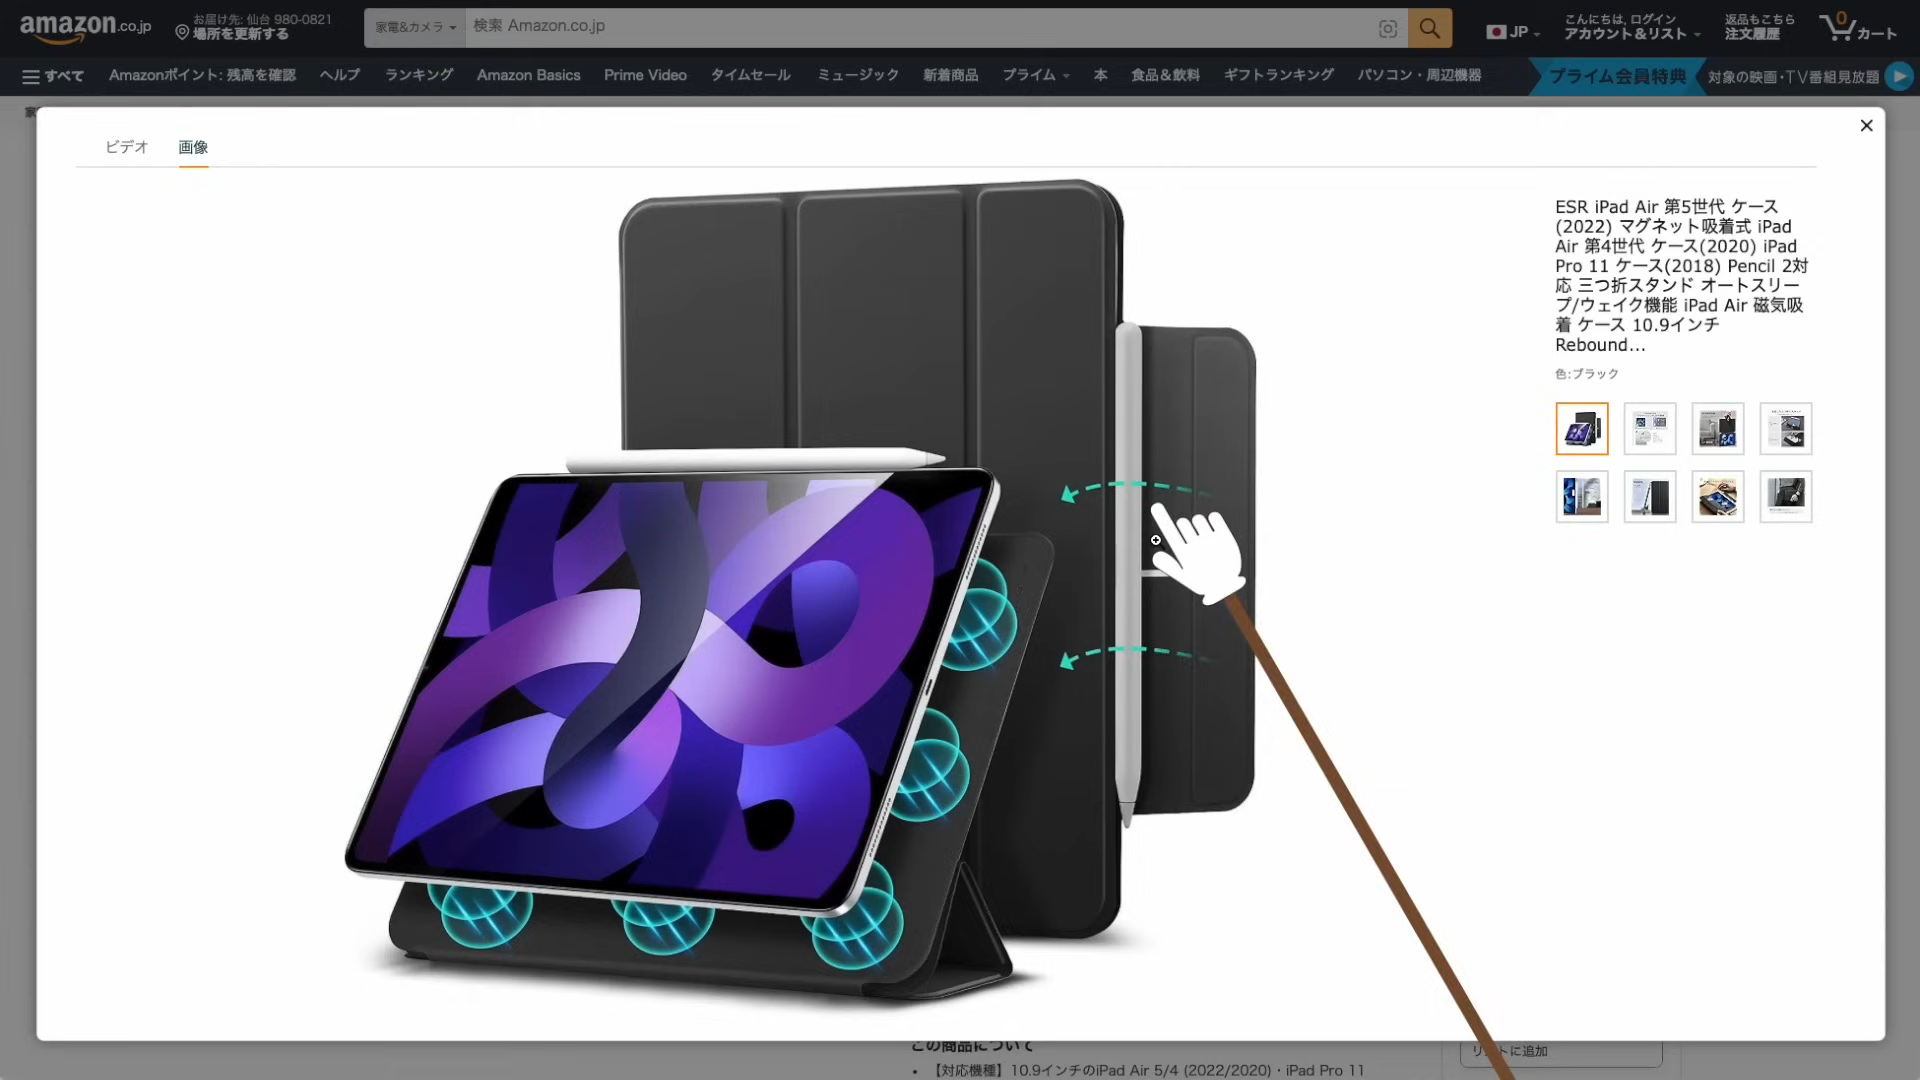 amazon.co.jp
お届け先: 仙台 980-0821
場所を更新する
家電&カメラ
検索 Amazon.co.jp
JP
こんにちは, ログイン
アカウント&リスト
返品もこちら
注文履歴
0
カート
すべて
Amazonポイント: 残高を確認
ヘルプ
ランキング
Amazon Basics
Prime Video
タイムセール
ミュージック
新着商品
プライム
本
食品&飲料
ギフトランキング
パソコン・周辺機器
プライム会員特典
対象の映画・TV番組見放題
ビデオ
画像
ESR iPad Air 第5世代 ケース
(2022) マグネット吸着式 iPad
Air 第4世代 ケース(2020) iPad
Pro 11 ケース(2018) Pencil 2対
応 三つ折スタンド オートスリー
プ/ウェイク機能 iPad Air 磁気吸
着 ケース 10.9インチ
Rebound…
色:ブラック
この商品について
• 【対応機種】10.9インチのiPad Air 5/4 (2022/2020)・iPad Pro 11
リストに追加